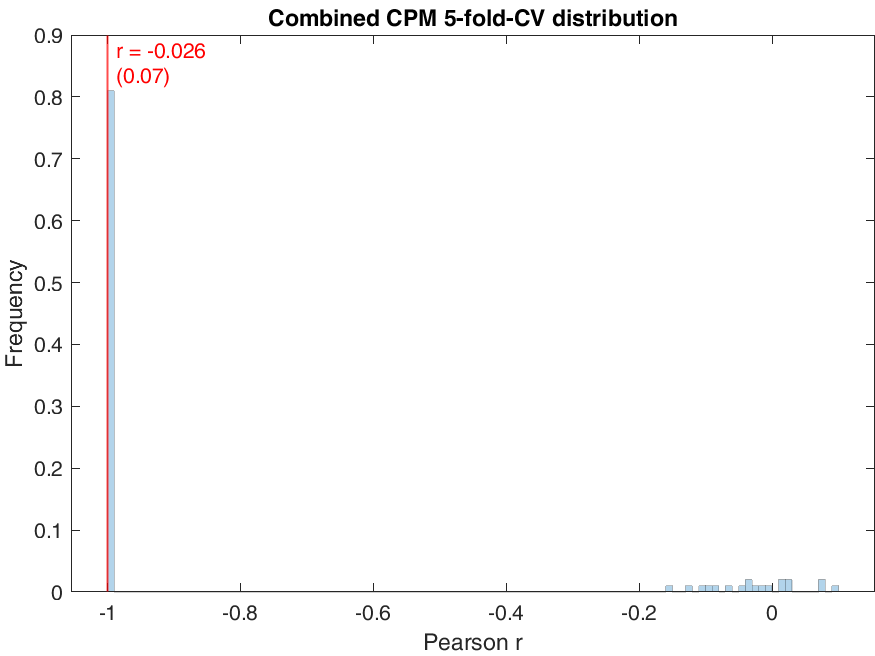 Combined CPM 5-fold-CV distribution
r = -0.026
(0.07)
0.9
0.8
0.7
0.6
0.5
0.4
0.3
0.2
0.1
0
Frequency
-1 -0.8 -0.6 -0.4 -0.2 0
Pearson r